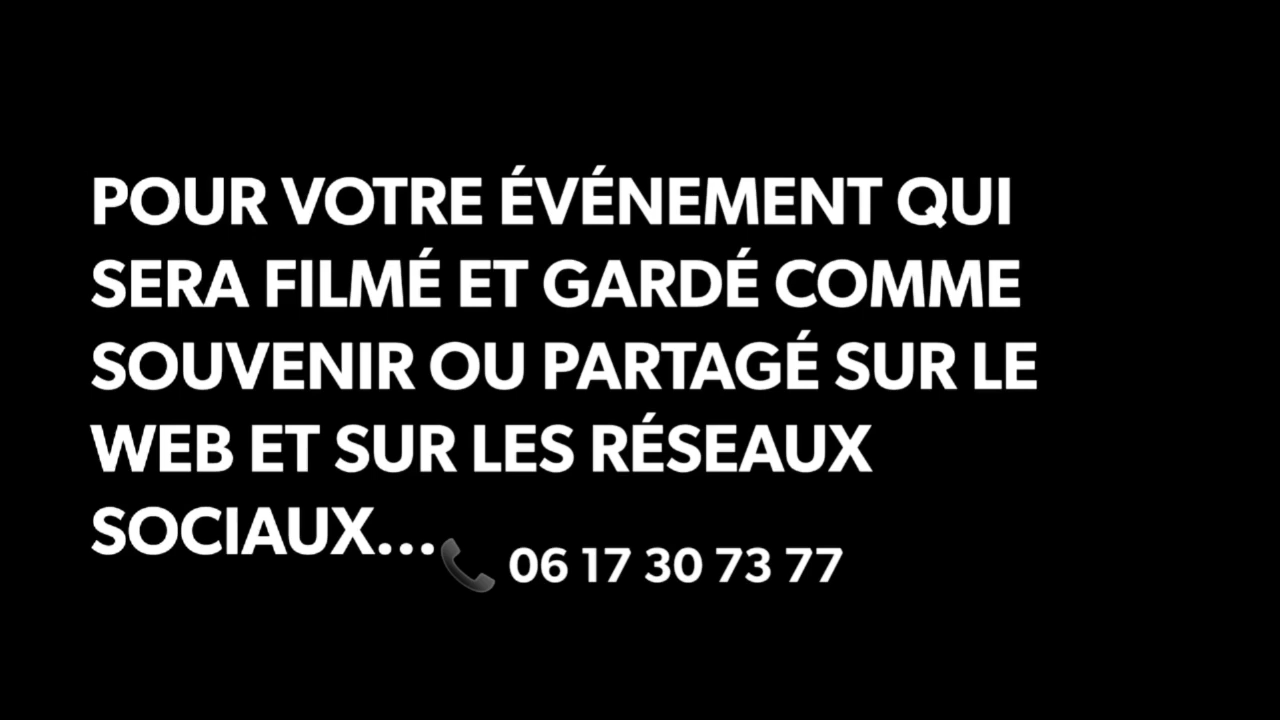 POUR VOTRE ÉVÉNEMENT QUI
SERA FILMÉ ET GARDÉ COMME
SOUVENIR OU PARTAGÉ SUR LE
WEB ET SUR LES RÉSEAUX
SOCIAUX...
📞 06 17 30 73 77